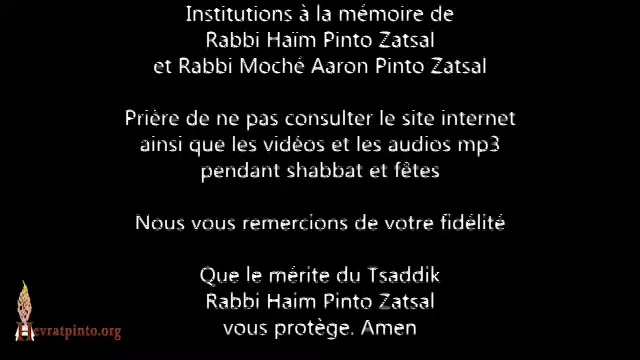 Institutions à la mémoire de
Rabbi Haïm Pinto Zatsal
et Rabbi Moché Aaron Pinto Zatsal
Prière de ne pas consulter le site internet
ainsi que les vidéos et les audios mp3
pendant shabbat et fêtes
Nous vous remercions de votre fidélité
Que le mérite du Tsaddik
Rabbi Haim Pinto Zatsal
vous protège. Amen
Hevratpinto.org